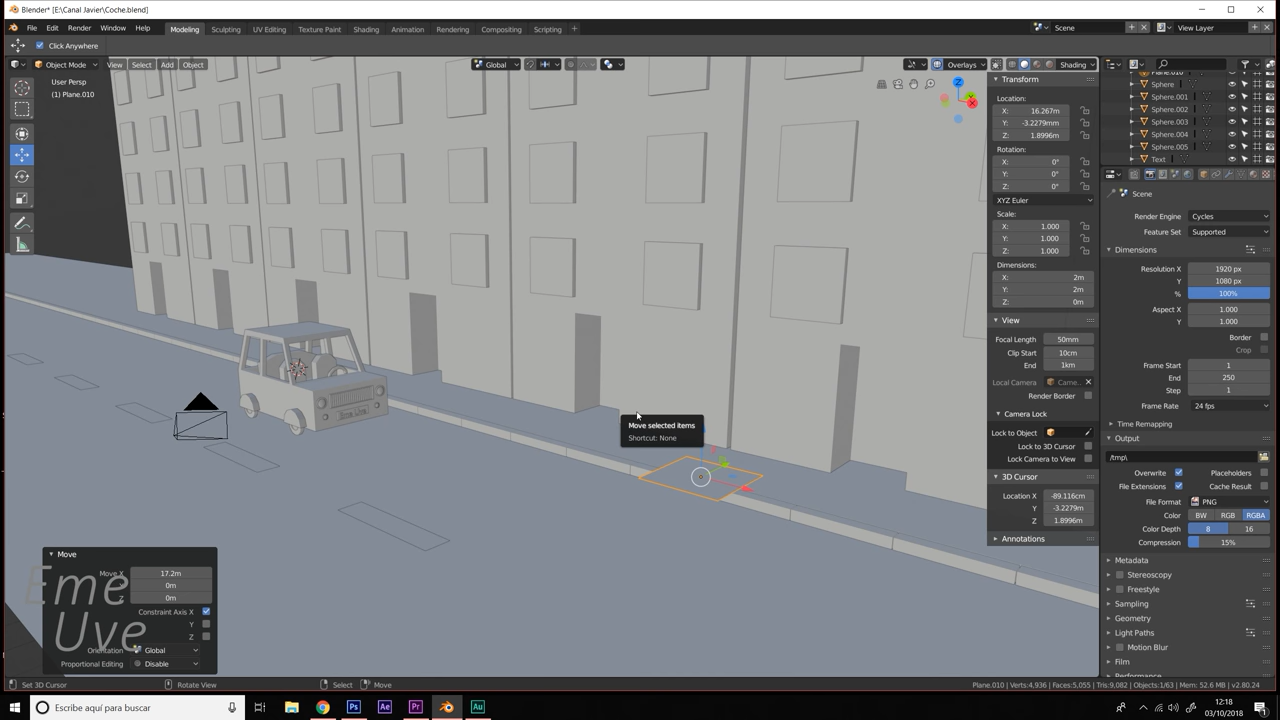 Blender* [E:\Canal Javier\Coche.blend]
File Edit Render Window Help
Modeling Sculpting UV Editing Texture Paint Shading Animation Rendering Compositing Scripting +
Scene
View Layer
Click Anywhere
Object Mode View Select Add Object
Global
Overlays
Shading
User Persp
(1) Plane.010
Transform
Location:
X: 16.267m
Y: -3.2279mm
Z: 1.8996m
Rotation:
X: 0°
Y: 0°
Z: 0°
XYZ Euler
Scale:
X: 1.000
Y: 1.000
Z: 1.000
Dimensions:
X: 2m
Y: 2m
Z: 0m
View
Focal Length 50mm
Clip Start 10cm
End 1km
Local Camera Came..
Render Border
Camera Lock
Lock to Object
Lock to 3D Cursor
Lock Camera to View
3D Cursor
Location X -89.116cm
Y -3.2279m
Z 1.8996m
Annotations
Plane.010
Sphere
Sphere.001
Sphere.002
Sphere.003
Sphere.004
Sphere.005
Text
Scene
Render Engine Cycles
Feature Set Supported
Dimensions
Resolution X 1920 px
Y 1080 px
% 100%
Aspect X 1.000
Y 1.000
Border
Crop
Frame Start 1
End 250
Step 1
Frame Rate 24 fps
Time Remapping
Output
/tmp\
Overwrite Placeholders
File Extensions Cache Result
File Format PNG
Color BW RGB RGBA
Color Depth 8 16
Compression 15%
Metadata
Stereoscopy
Freestyle
Sampling
Geometry
Light Paths
Motion Blur
Film
Performance
Move selected items
Shortcut: None
Eme Uve
Move
Move X 17.2m
0m
Z 0m
Constraint Axis X
Y
Z
Orientation Global
Proportional Editing Disable
Eme
Uve
Set 3D Cursor Rotate View Select Move
Plane.010 | Verts:4,936 | Faces:5,055 | Tris:9,082 | Objects:1/63 | Mem: 52.6 MB | v2.80.24
Escribe aquí para buscar
Ps Ae Pr Au
12:18
03/10/2018